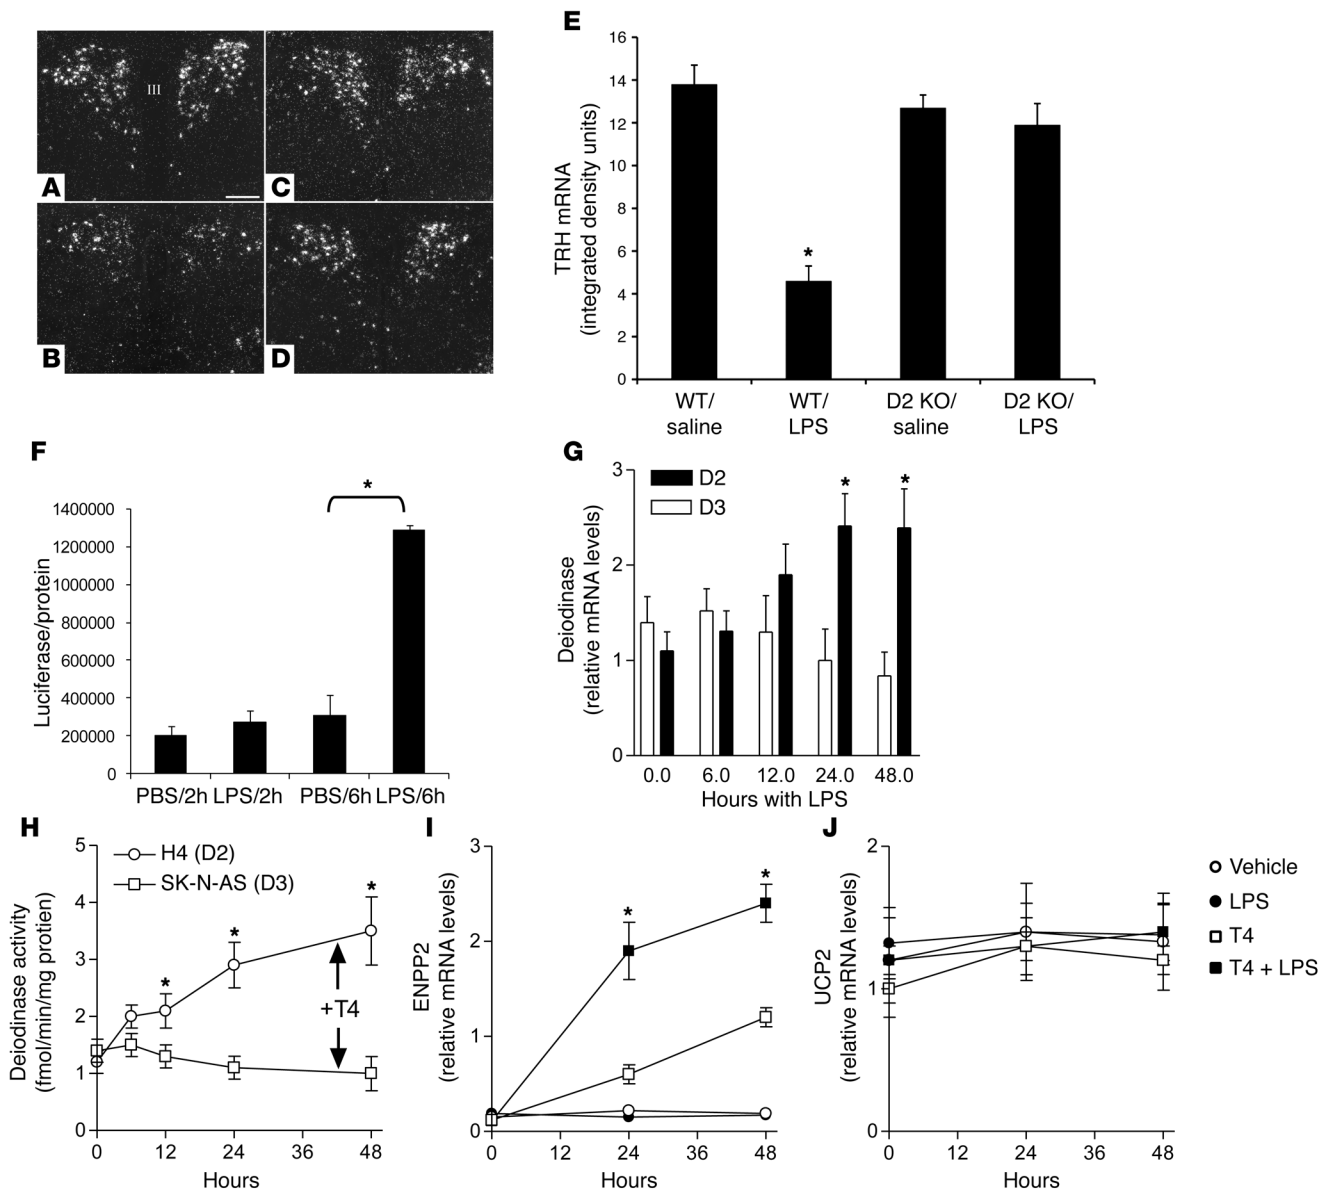 III
A
C
B
D
E
TRH mRNA
(integrated density units)
16
14
12
10
8
6
4
2
0
*
WT/
saline
WT/
LPS
D2 KO/
saline
D2 KO/
LPS
F
Luciferase/protein
1400000
1200000
1000000
800000
600000
400000
200000
0
*
PBS/2h LPS/2h PBS/6h LPS/6h
G
Deiodinase
(relative mRNA levels)
3
2
1
0
D2
D3
* *
0.0 6.0 12.0 24.0 48.0
Hours with LPS
H
Deiodinase activity
(fmol/min/mg protien)
5
4
3
2
1
0
H4 (D2)
SK-N-AS (D3)
* * *
+T4
0 12 24 36 48
Hours
I
ENPP2
(relative mRNA levels)
3
2
1
0
* *
0 12 24 36 48
Hours
J
UCP2
(relative mRNA levels)
2
1
0
0 12 24 36 48
Hours
Vehicle
LPS
T4
T4 + LPS